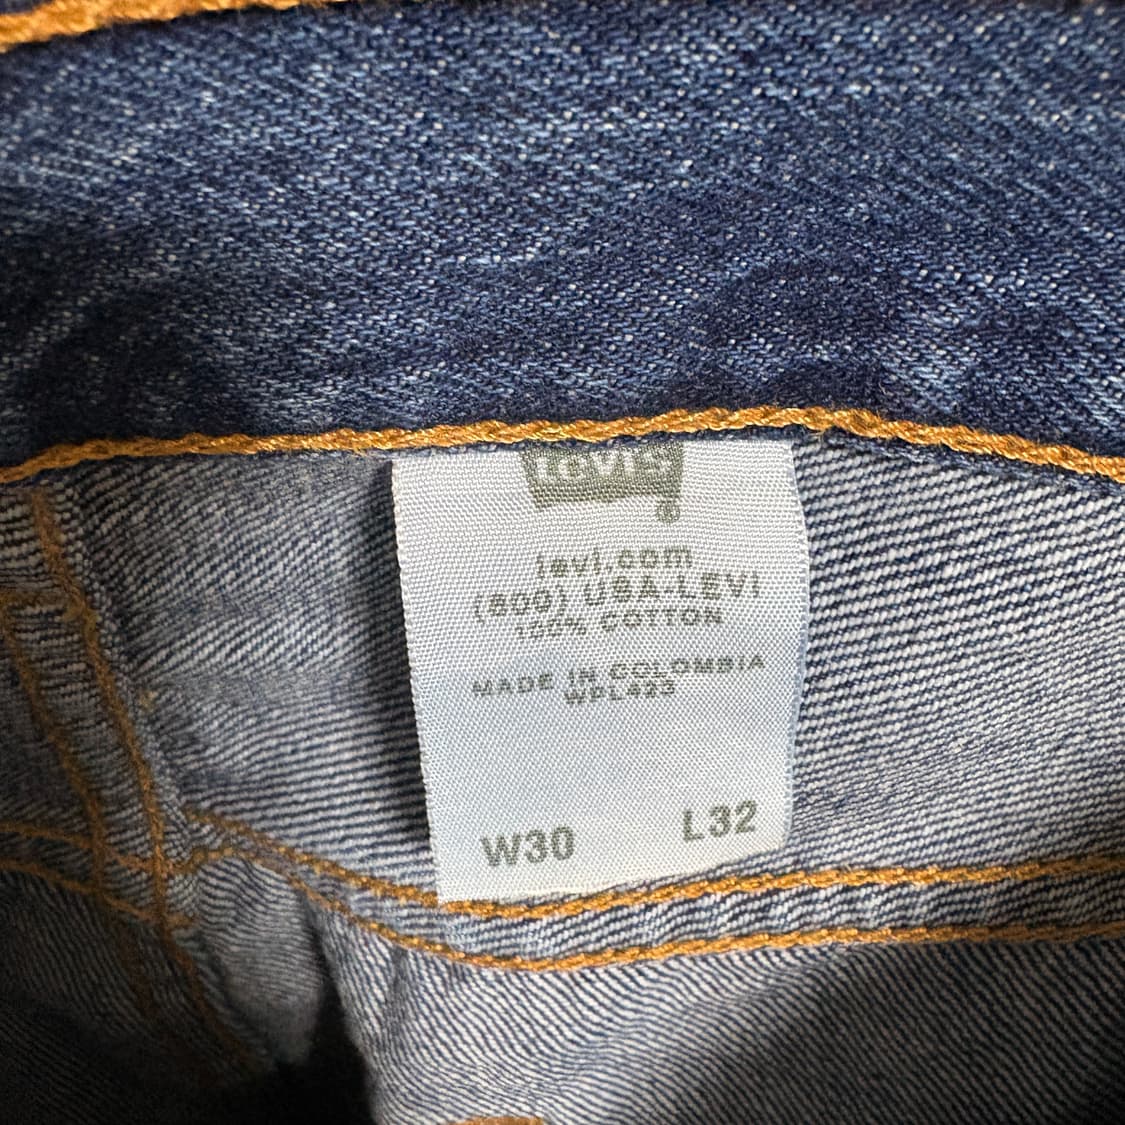 Levi's
®
levi.com
(800) USA-LEVI
100% COTTON
MADE IN COLOMBIA
WPL423
W30 L32